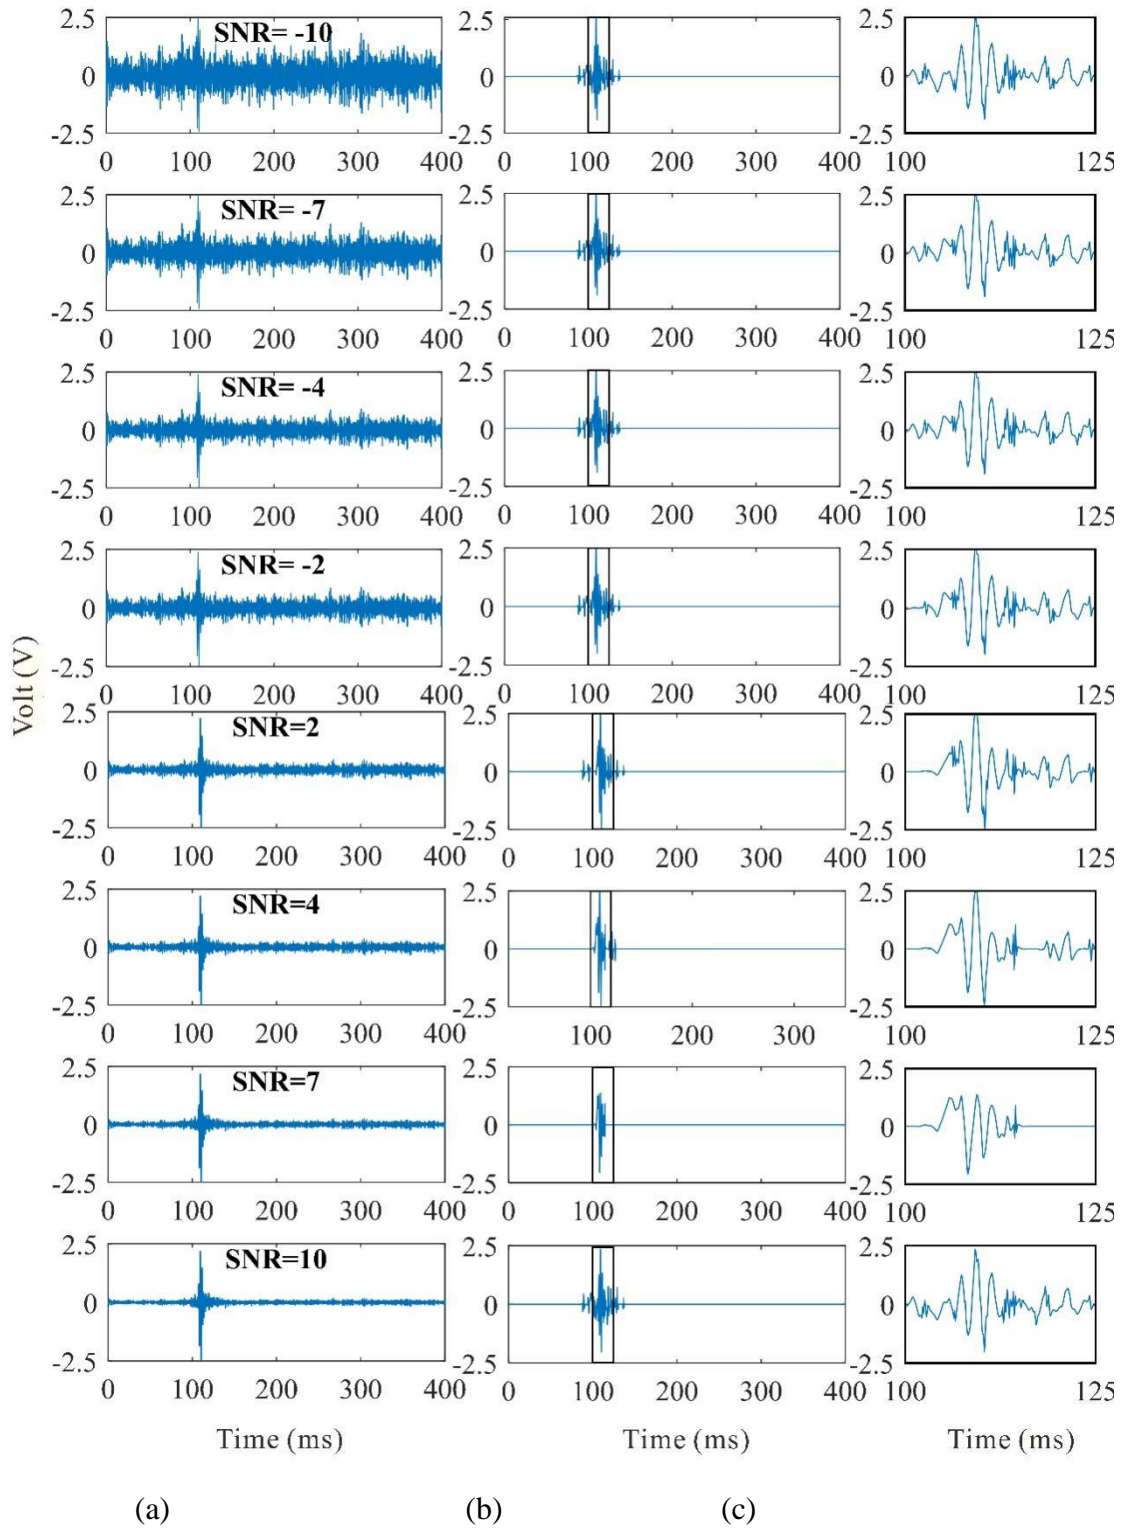 2.5 SNR= -10 2.5 2.5
0 0 0
-2.5 -2.5 -2.5
0 100 200 300 400 0 100 200 300 400 100 125
2.5 SNR= -7 2.5 2.5
0 0 0
-2.5 -2.5 -2.5
0 100 200 300 400 0 100 200 300 400 100 125
2.5 SNR= -4 2.5 2.5
0 0 0
-2.5 -2.5 -2.5
0 100 200 300 400 0 100 200 300 400 100 125
2.5 SNR= -2 2.5 2.5
0 0 0
-2.5 -2.5 -2.5
0 100 200 300 400 0 100 200 300 400 100 125
Volt (V)
2.5 SNR=2 2.5 2.5
0 0 0
-2.5 -2.5 -2.5
0 100 200 300 400 0 100 200 300 400 100 125
2.5 SNR=4 2.5 2.5
0 0 0
-2.5 -2.5 -2.5
0 100 200 300 400 100 200 300 100 125
2.5 SNR=7 2.5 2.5
0 0 0
-2.5 -2.5 -2.5
0 100 200 300 400 0 100 200 300 400 100 125
2.5 SNR=10 2.5 2.5
0 0 0
-2.5 -2.5 -2.5
0 100 200 300 400 0 100 200 300 400 100 125
Time (ms) Time (ms) Time (ms)
(a) (b) (c)